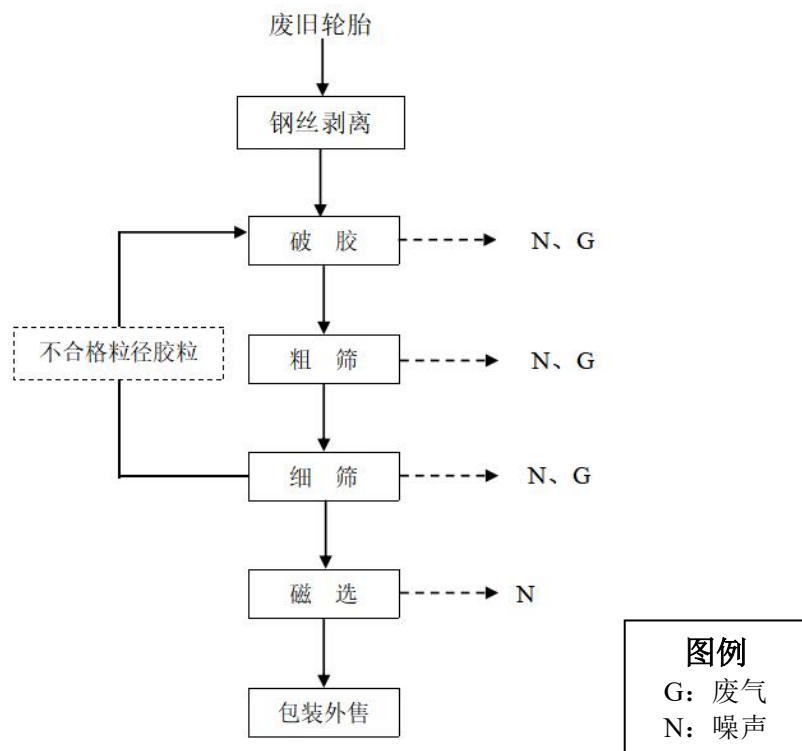 废旧轮胎
钢丝剥离
破 胶
N、G
不合格粒径胶粒
粗 筛
N、G
细 筛
N、G
磁 选
N
包装外售
图例
G：废气
N：噪声